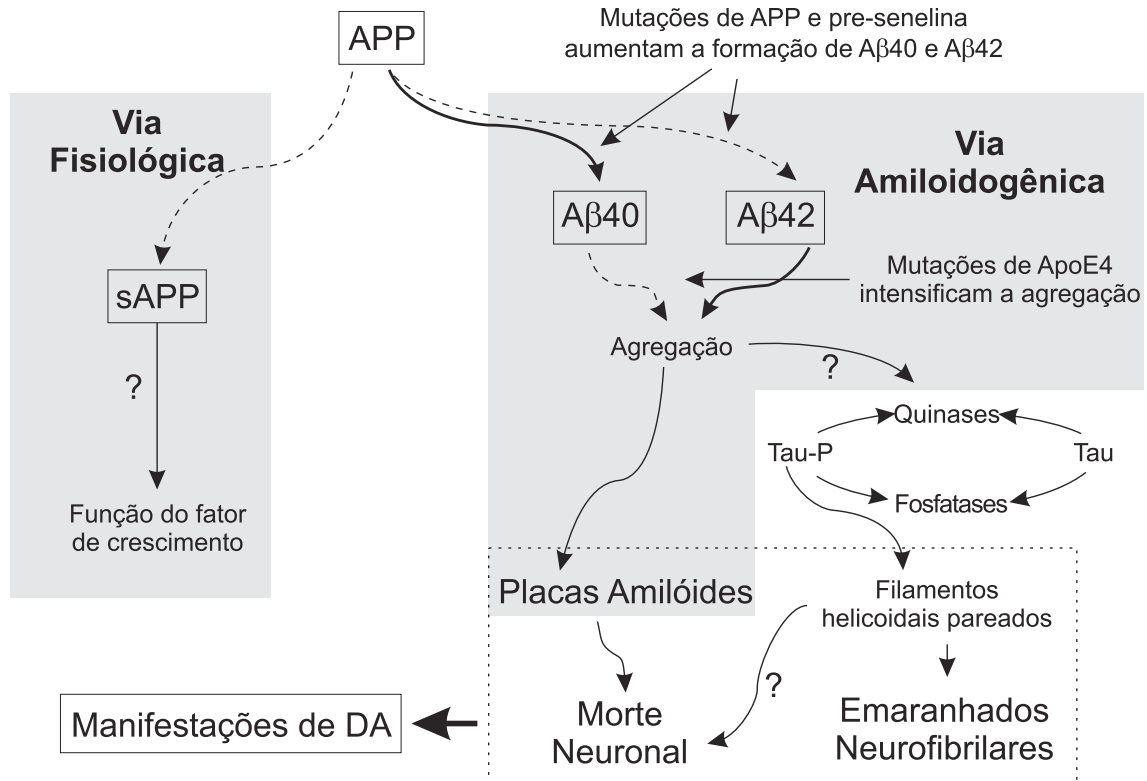 APP
Mutações de APP e pre-senelina
aumentam a formação de Aβ40 e Aβ42
Via
Fisiológica
Via
Amiloidogênica
Aβ40
Aβ42
sAPP
Mutações de ApoE4
intensificam a agregação
?
Agregação
?
Quinases
Tau-P
Tau
Fosfatases
Função do fator
de crescimento
Placas Amilóides
Filamentos
helicoidais pareados
?
Manifestações de DA
Morte
Neuronal
Emaranhados
Neurofibrilares